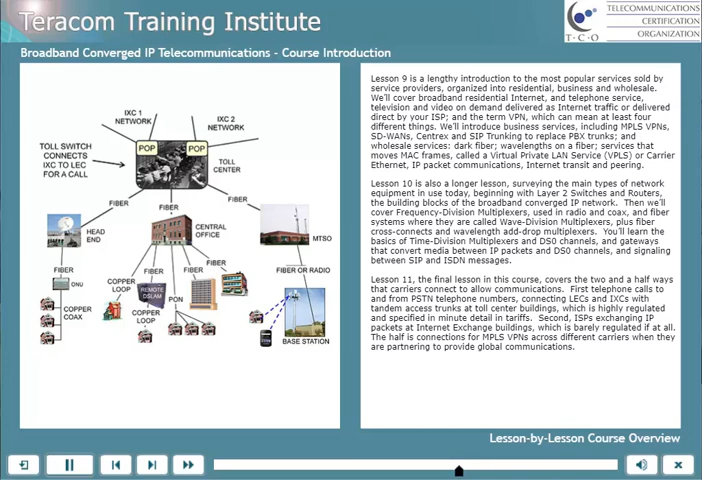 Teracom Training Institute
T·C·O
TELECOMMUNICATIONS
CERTIFICATION
ORGANIZATION
Broadband Converged IP Telecommunications - Course Introduction
IXC 1
NETWORK
IXC 2
NETWORK
TOLL SWITCH
CONNECTS
IXC TO LEC
FOR A CALL
POP
POP
TOLL
CENTER
FIBER
FIBER
FIBER
HEAD
END
CENTRAL
OFFICE
MTSO
FIBER
FIBER
FIBER
FIBER
FIBER OR RADIO
ONU
COPPER
LOOP
REMOTE
DSLAM
PON
COPPER
COAX
COPPER
LOOP
BASE STATION
Lesson 9 is a lengthy introduction to the most popular services sold by
service providers, organized into residential, business and wholesale.
We'll cover broadband residential Internet, and telephone service,
television and video on demand delivered as Internet traffic or delivered
direct by your ISP; and the term VPN, which can mean at least four
different things. We'll introduce business services, including MPLS VPNs,
SD-WANs, Centrex and SIP Trunking to replace PBX trunks; and
wholesale services: dark fiber; wavelengths on a fiber; services that
moves MAC frames, called a Virtual Private LAN Service (VPLS) or Carrier
Ethernet, IP packet communications, Internet transit and peering.
Lesson 10 is also a longer lesson, surveying the main types of network
equipment in use today, beginning with Layer 2 Switches and Routers,
the building blocks of the broadband converged IP network. Then we'll
cover Frequency-Division Multiplexers, used in radio and coax, and fiber
systems where they are called Wave-Division Multiplexers, plus fiber
cross-connects and wavelength add-drop multiplexers. You'll learn the
basics of Time-Division Multiplexers and DS0 channels, and gateways
that convert media between IP packets and DS0 channels, and signaling
between SIP and ISDN messages.
Lesson 11, the final lesson in this course, covers the two and a half ways
that carriers connect to allow communications. First telephone calls to
and from PSTN telephone numbers, connecting LECs and IXCs with
tandem access trunks at toll center buildings, which is highly regulated
and specified in minute detail in tariffs. Second, ISPs exchanging IP
packets at Internet Exchange buildings, which is barely regulated if at all.
The half is connections for MPLS VPNs across different carriers when they
are partnering to provide global communications.
Lesson-by-Lesson Course Overview